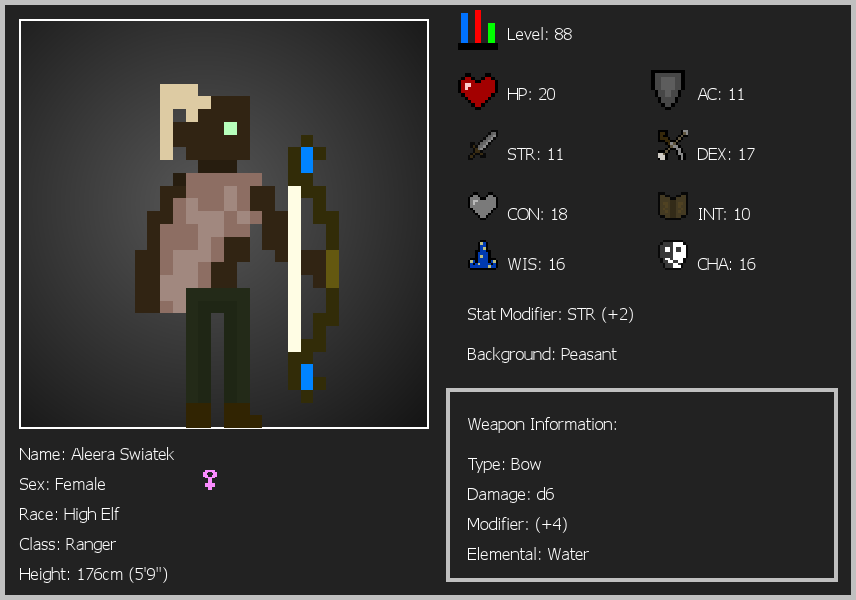 Level: 88
HP: 20
AC: 11
STR: 11
DEX: 17
CON: 18
INT: 10
WIS: 16
CHA: 16
Stat Modifier: STR (+2)
Background: Peasant
Weapon Information:
Type: Bow
Damage: d6
Modifier: (+4)
Elemental: Water
Name: Aleera Swiatek
Sex: Female
Race: High Elf
Class: Ranger
Height: 176cm (5'9")